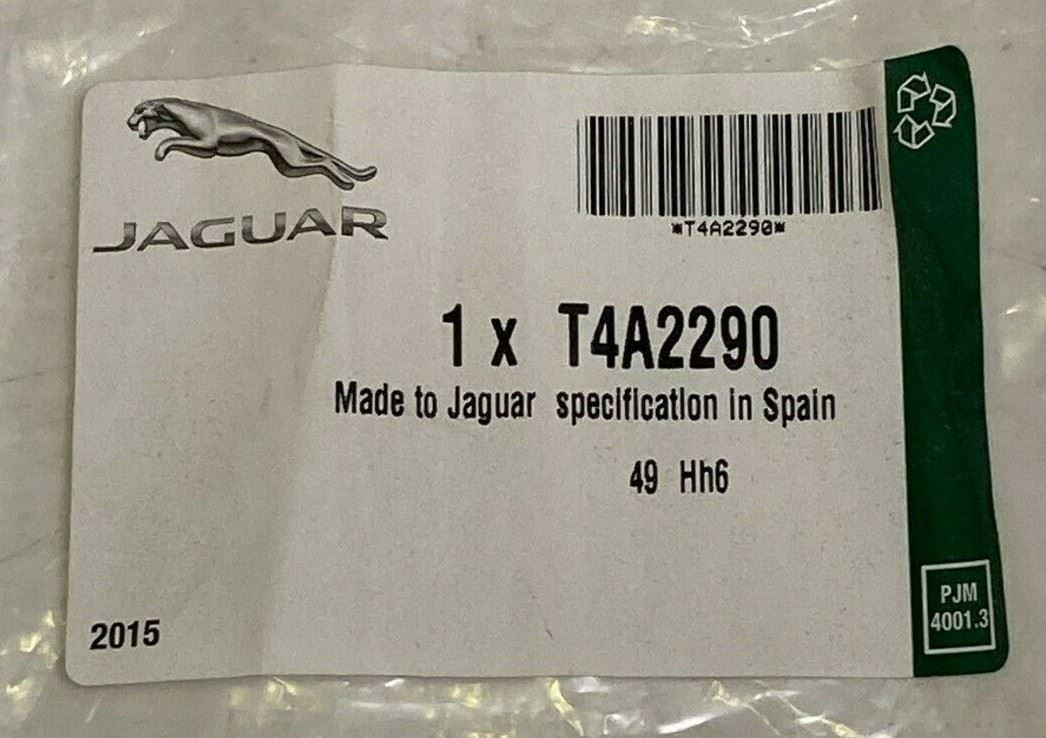 JAGUAR
*T4A2290*
1 x T4A2290
Made to Jaguar specification in Spain
49 Hh6
2015
PJM
4001.3